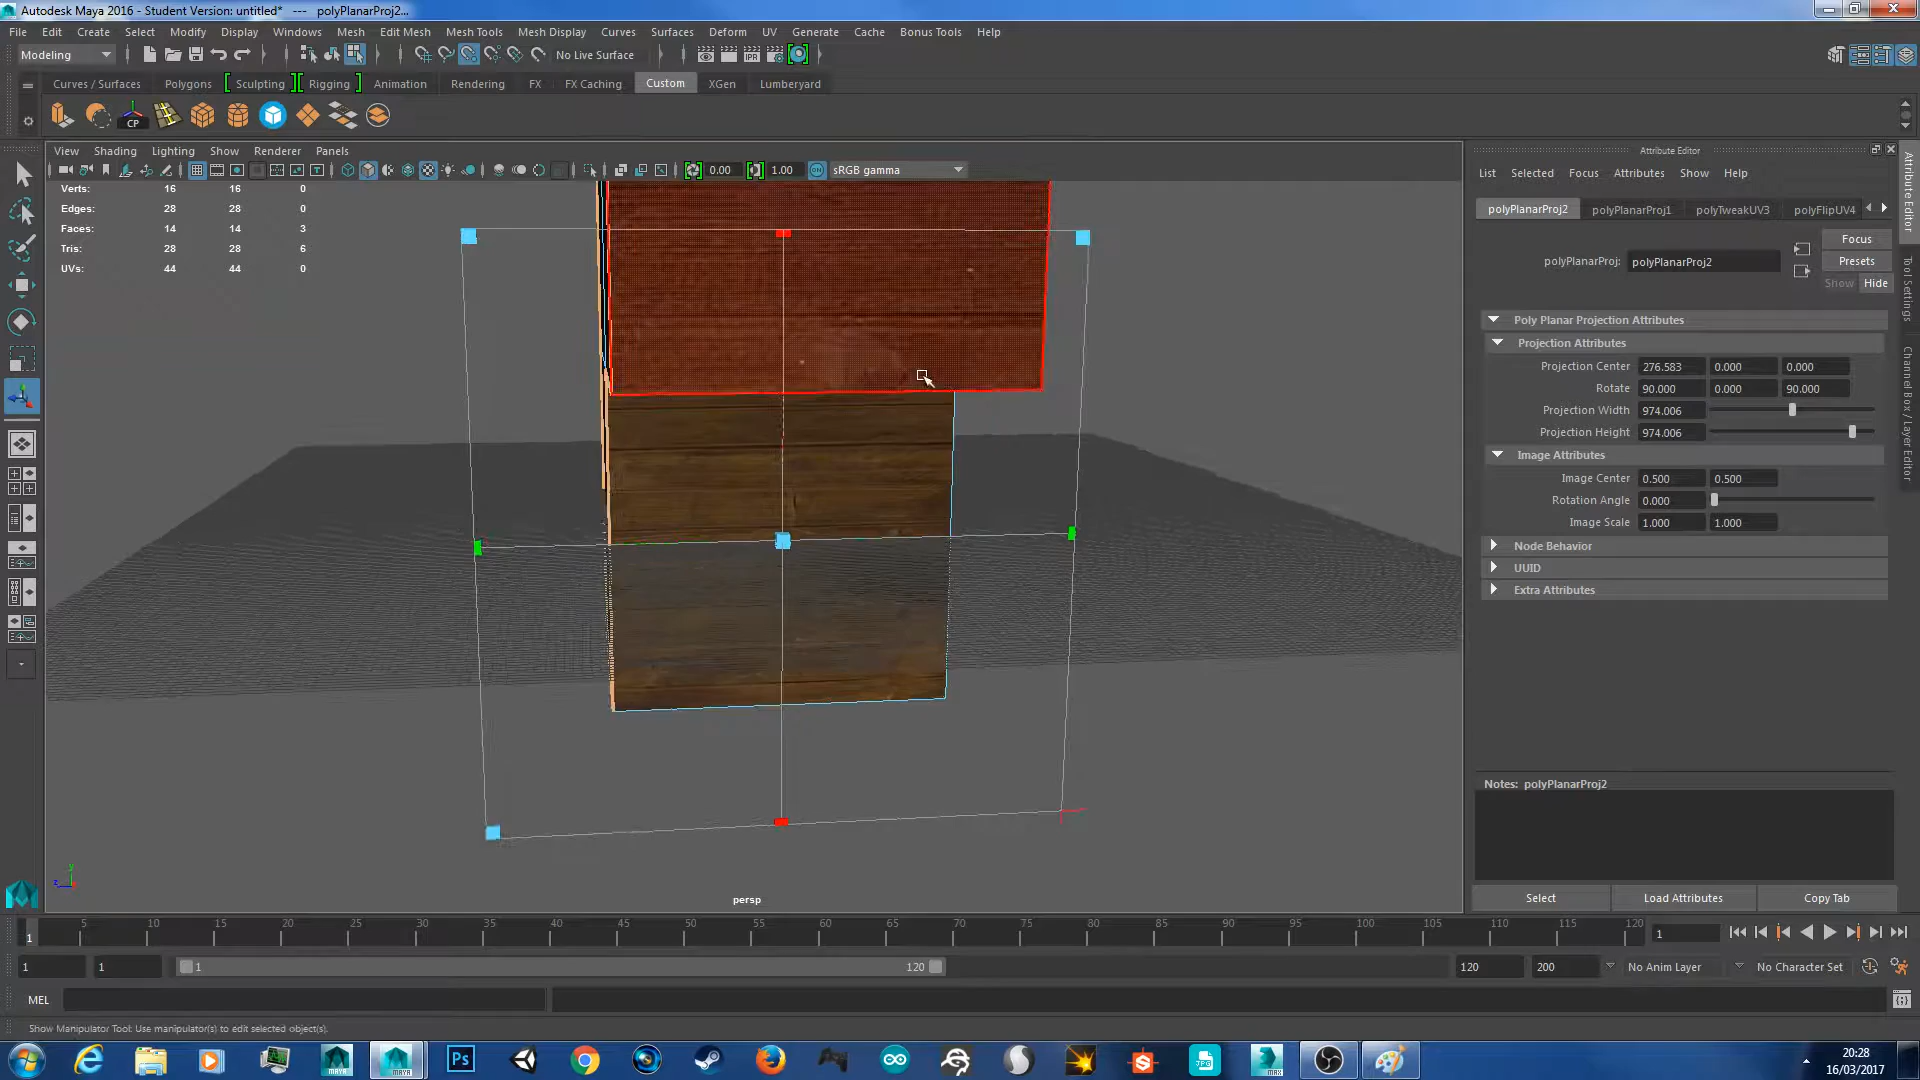 Autodesk Maya 2016 - Student Version: untitled* --- polyPlanarProj2...
File Edit Create Select Modify Display Windows Mesh Edit Mesh Mesh Tools Mesh Display Curves Surfaces Deform UV Generate Cache Bonus Tools Help
Modeling No Live Surface
Curves / Surfaces Polygons Sculpting Rigging Animation Rendering FX FX Caching Custom XGen Lumberyard
CP
View Shading Lighting Show Renderer Panels
0.00 1.00 sRGB gamma
Verts: 16 16 0
Edges: 28 28 0
Faces: 14 14 3
Tris: 28 28 6
UVs: 44 44 0
persp
Attribute Editor
List Selected Focus Attributes Show Help
polyPlanarProj2 polyPlanarProj1 polyTweakUV3 polyFlipUV4
Focus
polyPlanarProj: polyPlanarProj2
Presets
Show Hide
Poly Planar Projection Attributes
Projection Attributes
Projection Center 276.583 0.000 0.000
Rotate 90.000 0.000 90.000
Projection Width 974.006
Projection Height 974.006
Image Attributes
Image Center 0.500 0.500
Rotation Angle 0.000
Image Scale 1.000 1.000
Node Behavior
UUID
Extra Attributes
Notes: polyPlanarProj2
Select Load Attributes Copy Tab
Attribute Editor
Tool Settings
Channel Box / Layer Editor
5 10 15 20 25 30 35 40 45 50 55 60 65 70 75 80 85 90 95 100 105 110 115 120
1 1
1 1 1 120 120 200 No Anim Layer No Character Set
MEL
Show Manipulator Tool: Use manipulator(s) to edit selected object(s).
20:28
16/03/2017